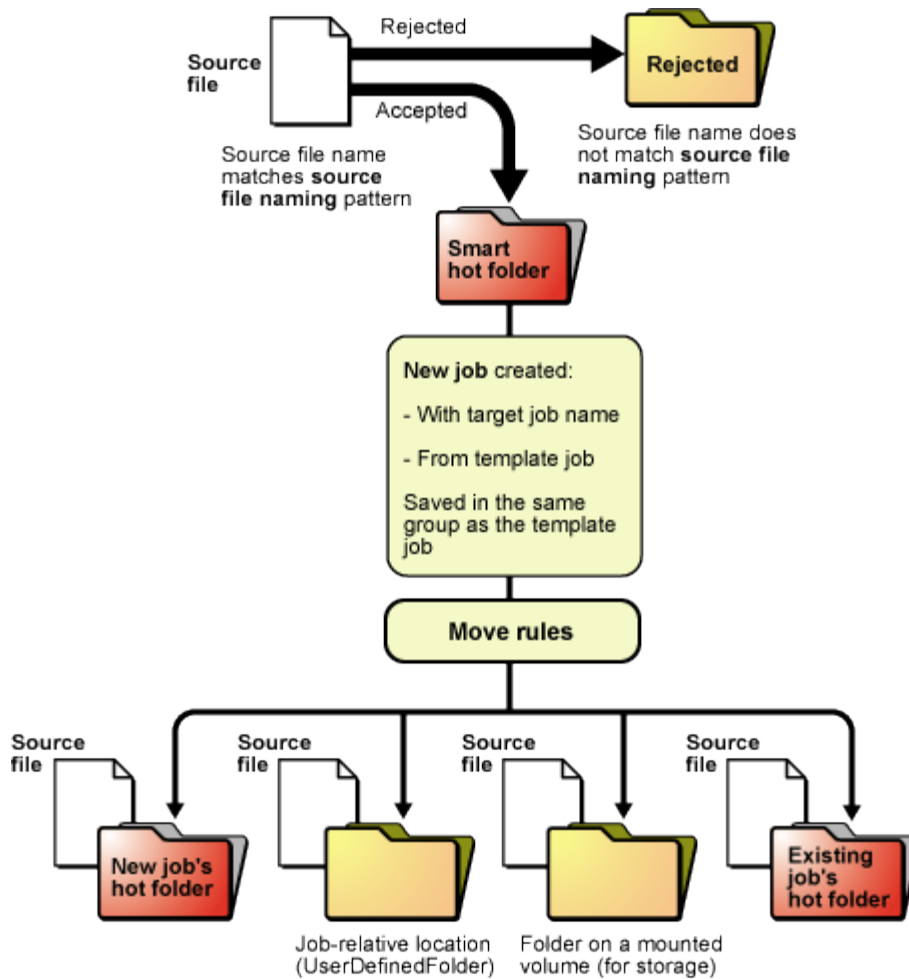 Rejected
Source
file
Rejected
Accepted
Source file name
matches source
file naming pattern
Source file name does
not match source file
naming pattern
Smart
hot folder
New job created:
- With target job name
- From template job
Saved in the same
group as the template
job
Move rules
Source
file
Source
file
Source
file
Source
file
New job's
hot folder
Existing
job's
hot folder
Job-relative location
(UserDefinedFolder)
Folder on a mounted
volume (for storage)